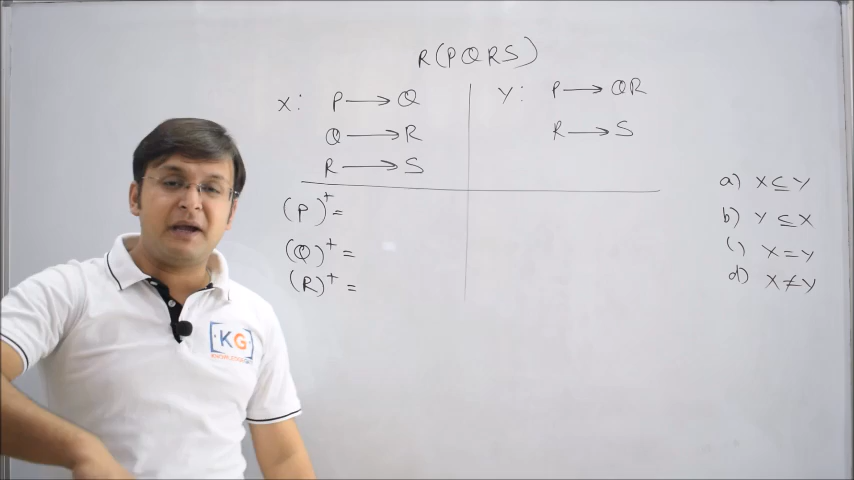 R(PQRS)
X: P → Q
Q → R
R → S
Y: P → QR
R → S
(P)⁺ =
(Q)⁺ =
(R)⁺ =
a) X ⊆ Y
b) Y ⊆ X
c) X = Y
d) X ≠ Y
KG